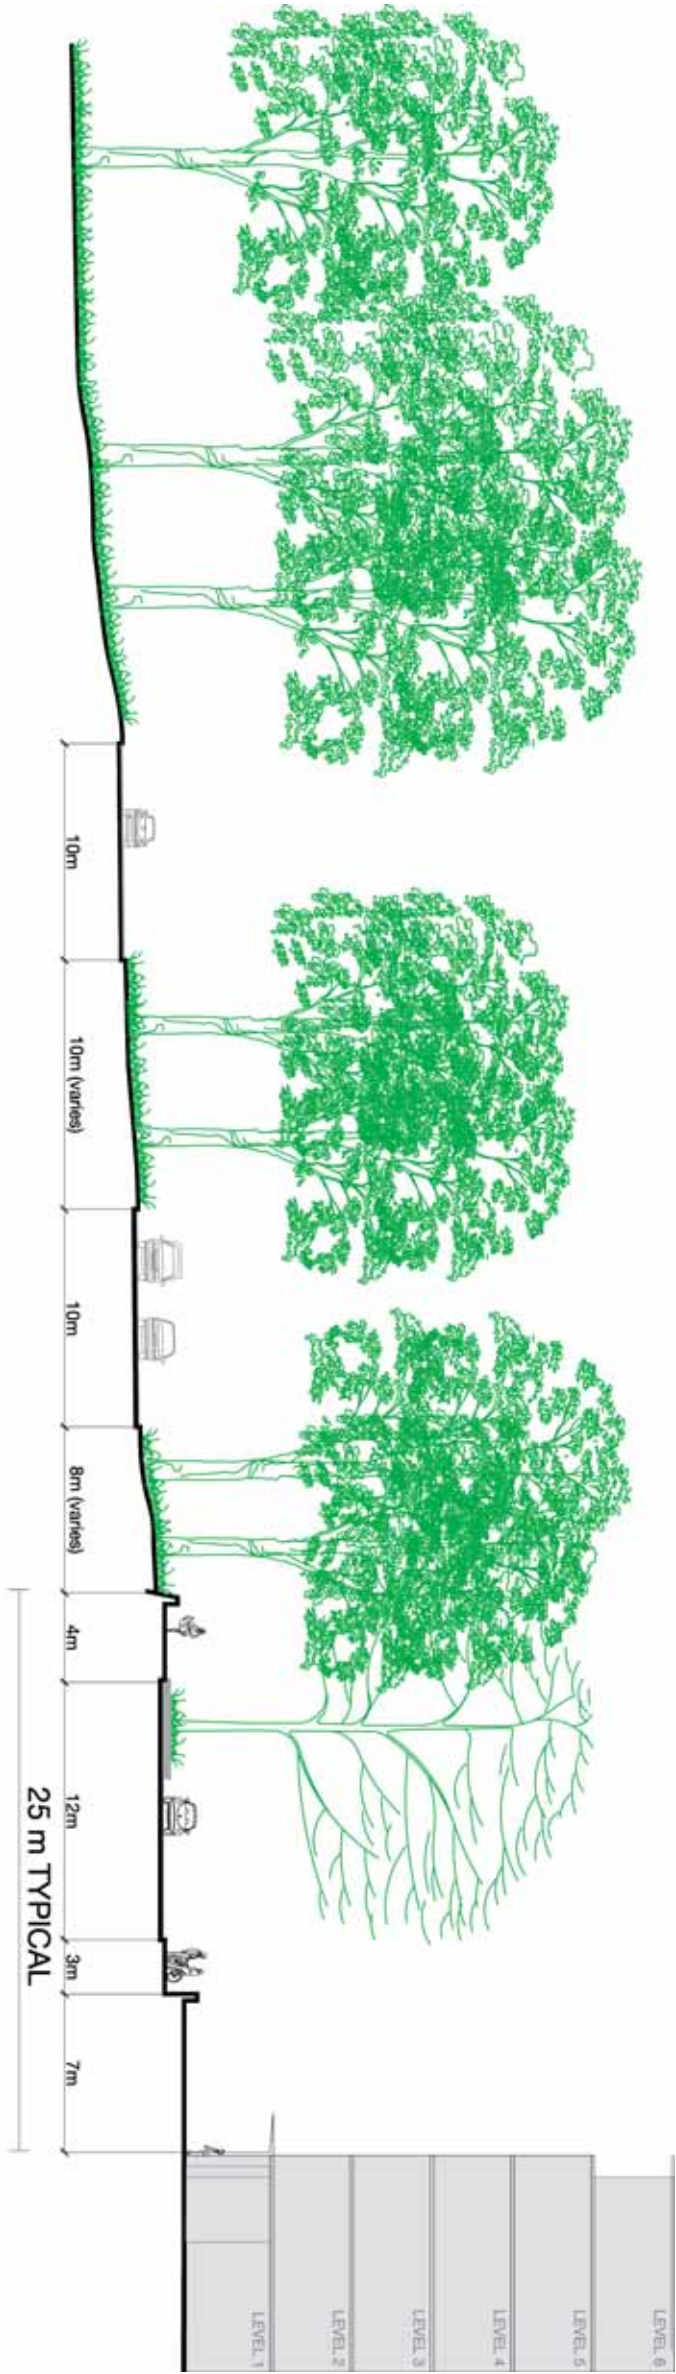 LEVEL 6
LEVEL 5
LEVEL 4
LEVEL 3
LEVEL 2
LEVEL 1
10m
10m (varies)
10m
8m (varies)
4m
12m
3m
7m
25 m TYPICAL